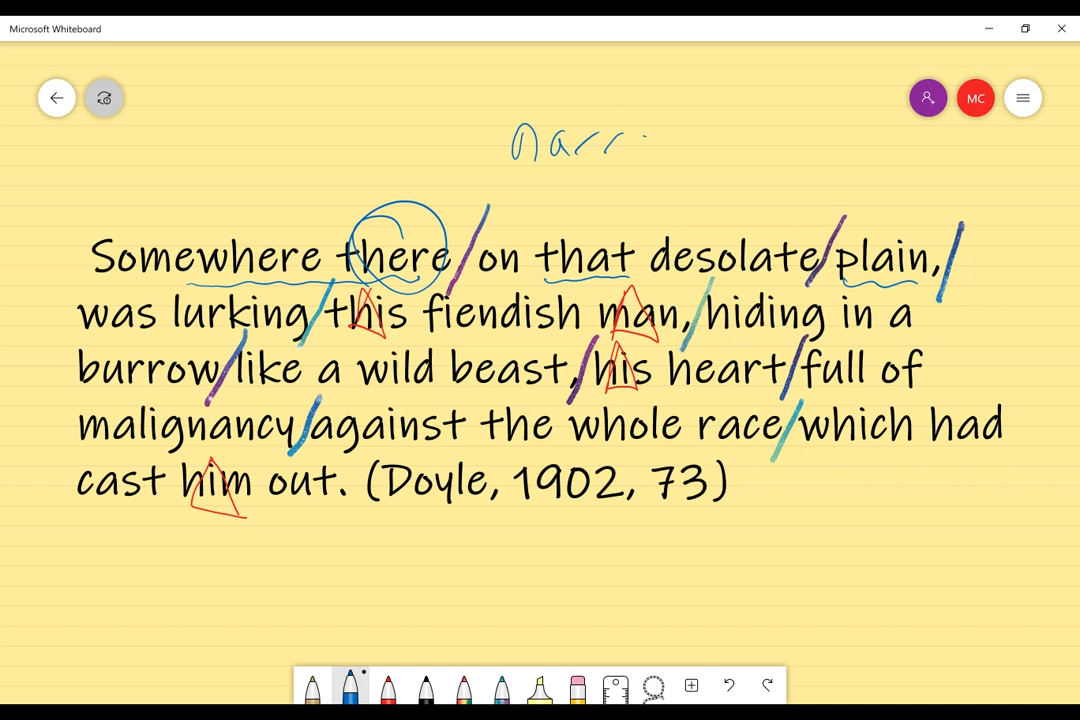 Microsoft Whiteboard
MC
narr
Somewhere there on that desolate plain,
was lurking this fiendish man, hiding in a
burrow like a wild beast, his heart full of
malignancy against the whole race which had
cast him out. (Doyle, 1902, 73)